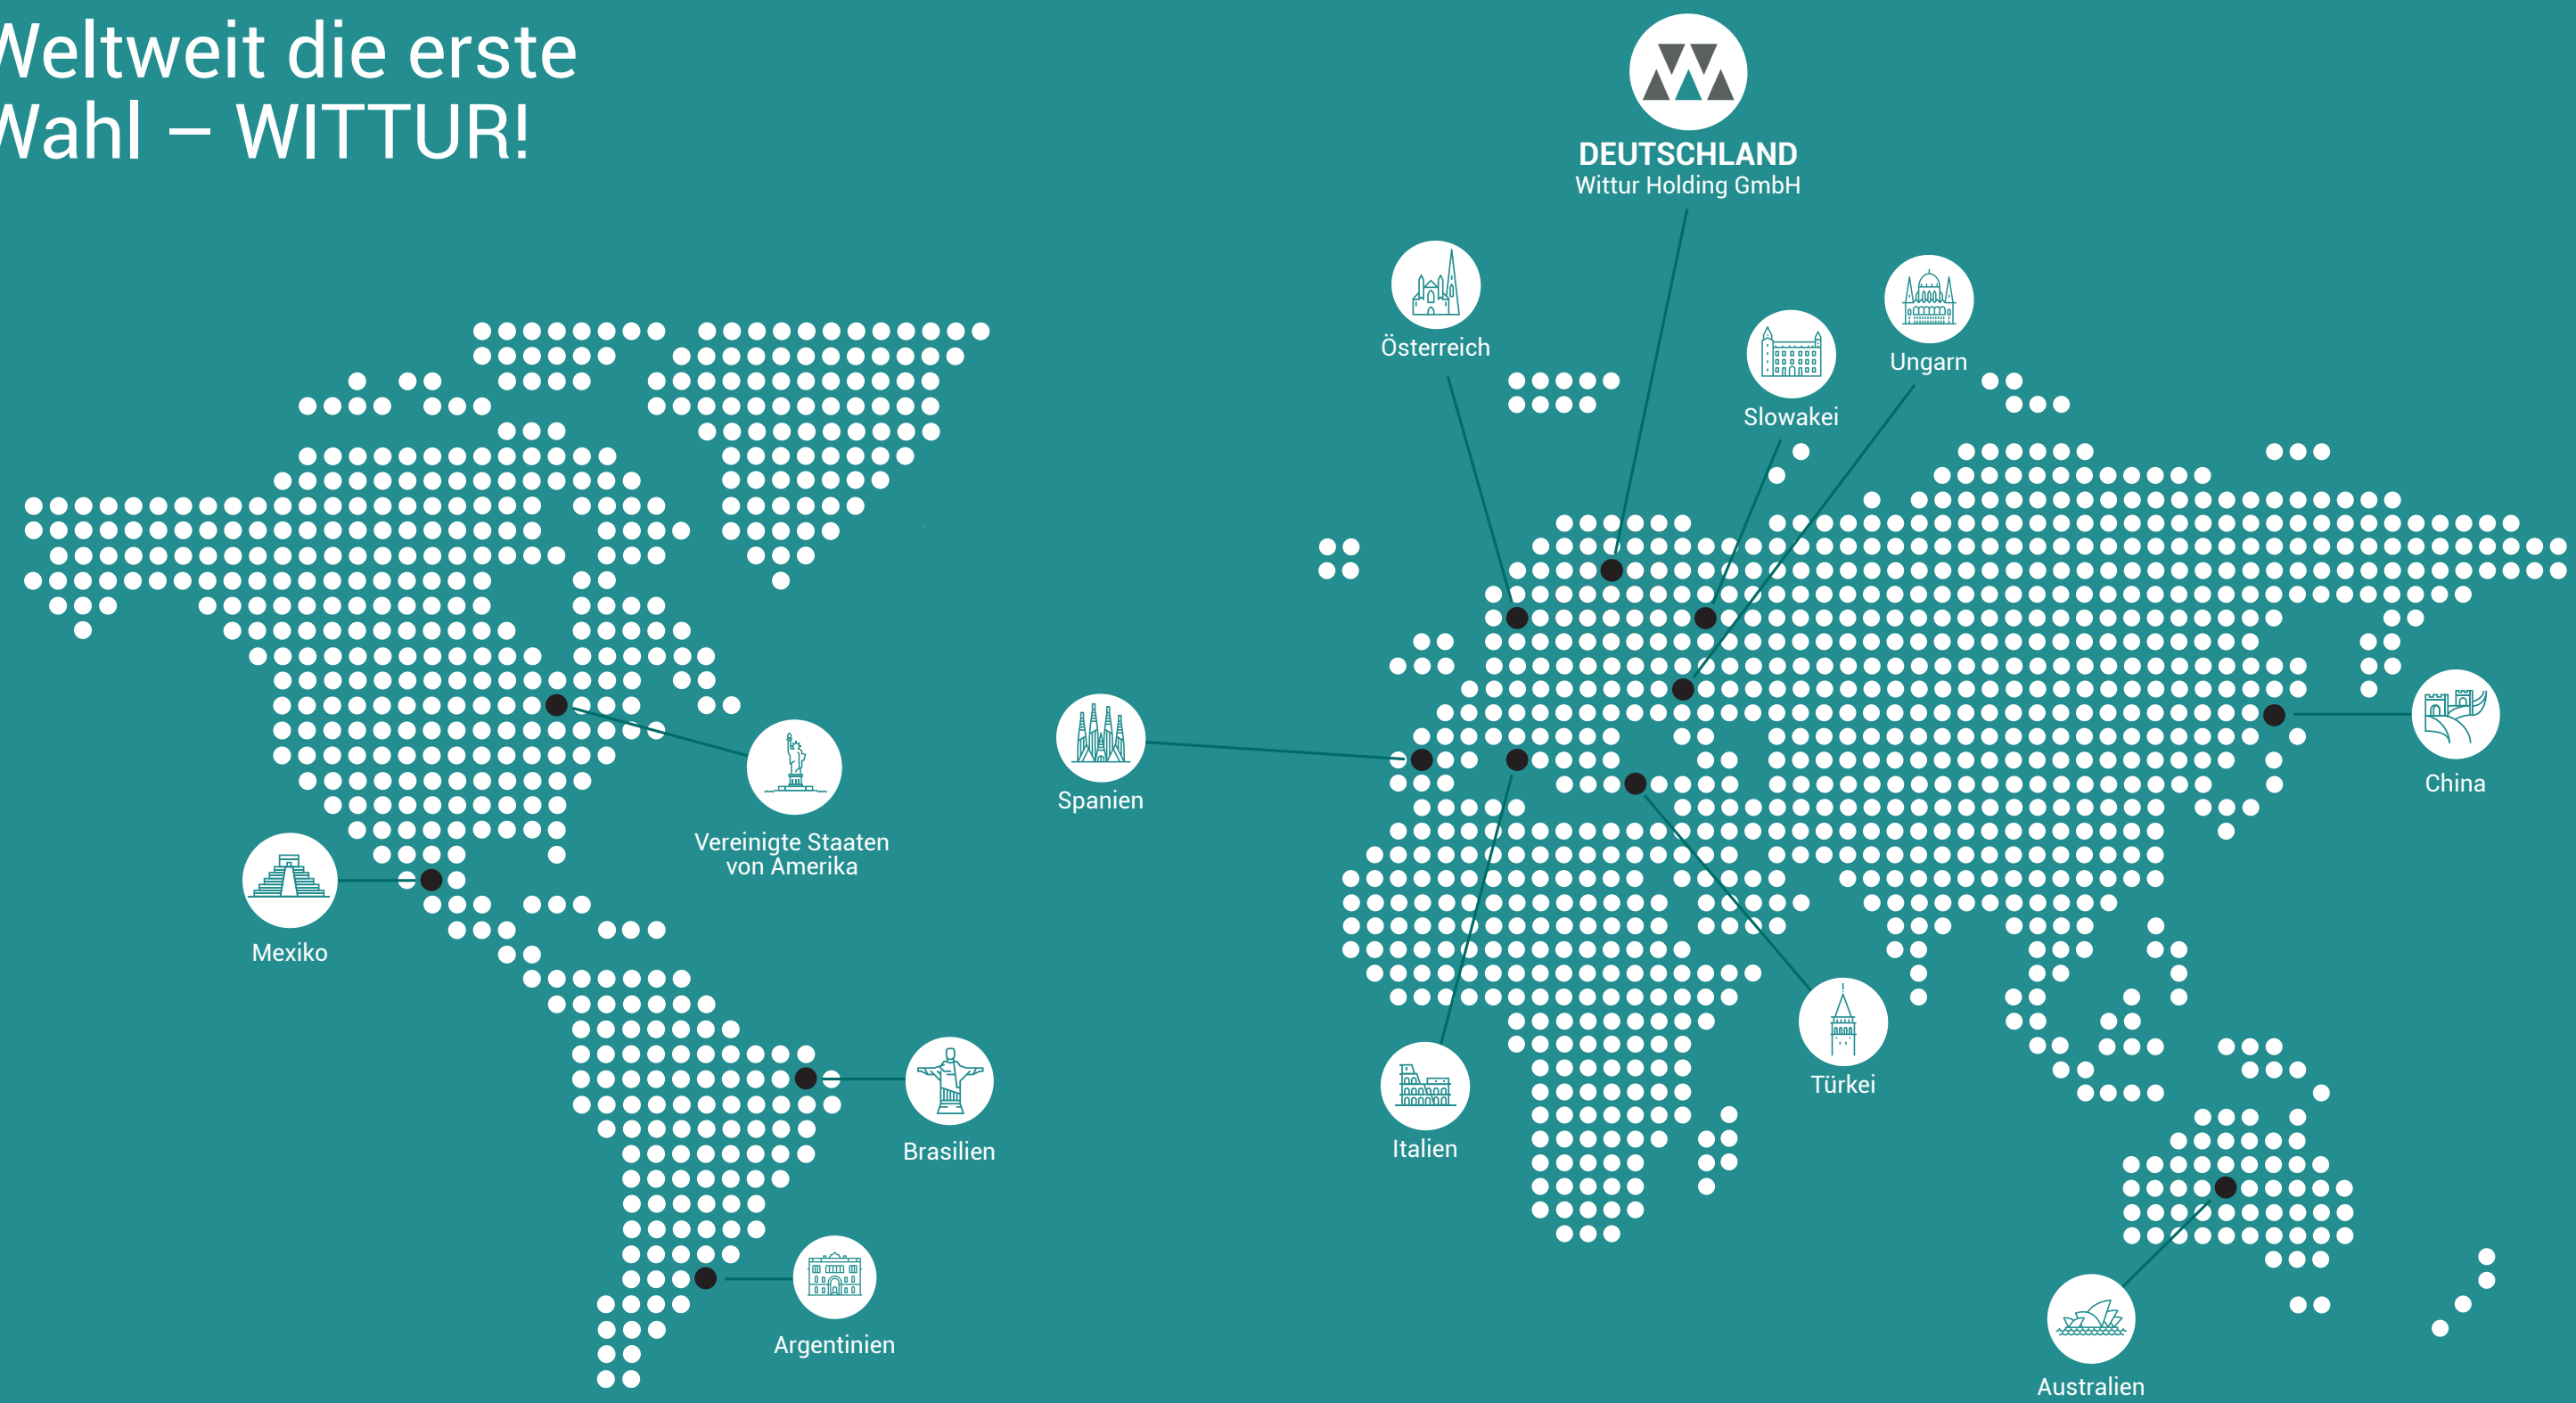 Weltweit die erste
Wahl – WITTUR!
DEUTSCHLAND
Wittur Holding GmbH
Österreich
Ungarn
Slowakei
Spanien
China
Vereinigte Staaten
von Amerika
Mexiko
Türkei
Italien
Brasilien
Argentinien
Australien